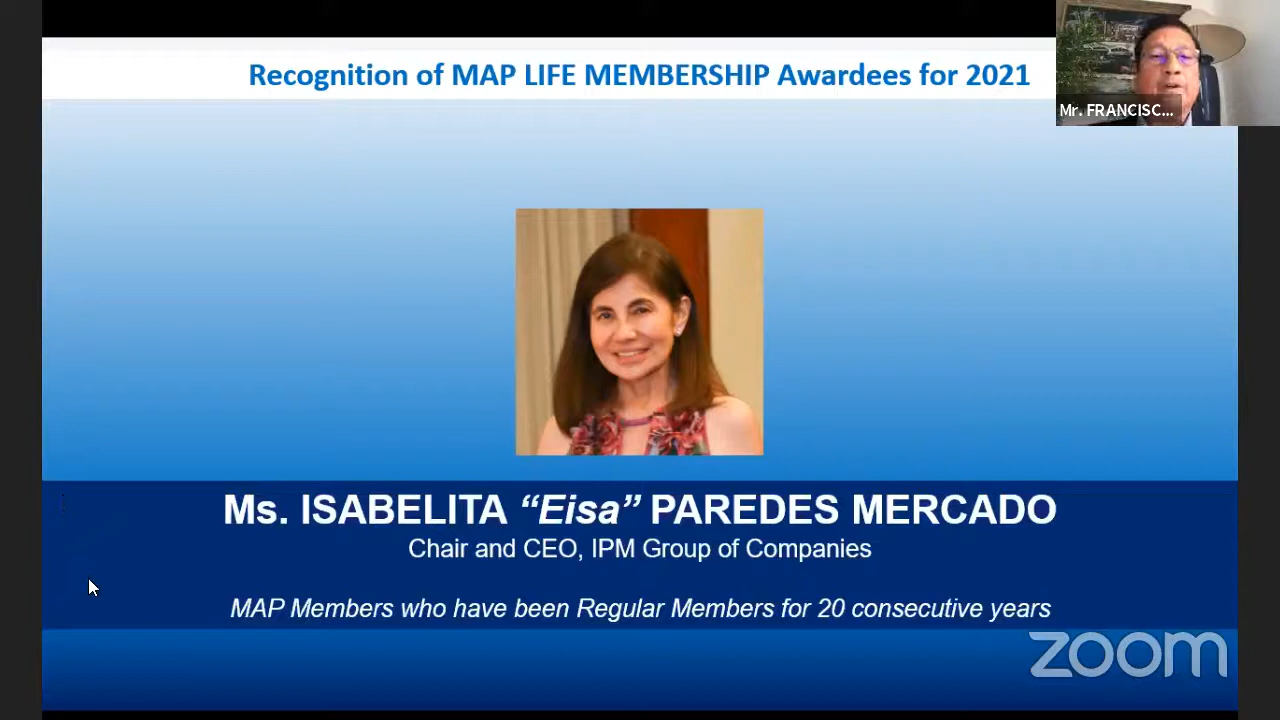 Recognition of MAP LIFE MEMBERSHIP Awardees for 2021
Mr. FRANCISC...
Ms. ISABELITA “Eisa” PAREDES MERCADO
Chair and CEO, IPM Group of Companies
MAP Members who have been Regular Members for 20 consecutive years
zoom